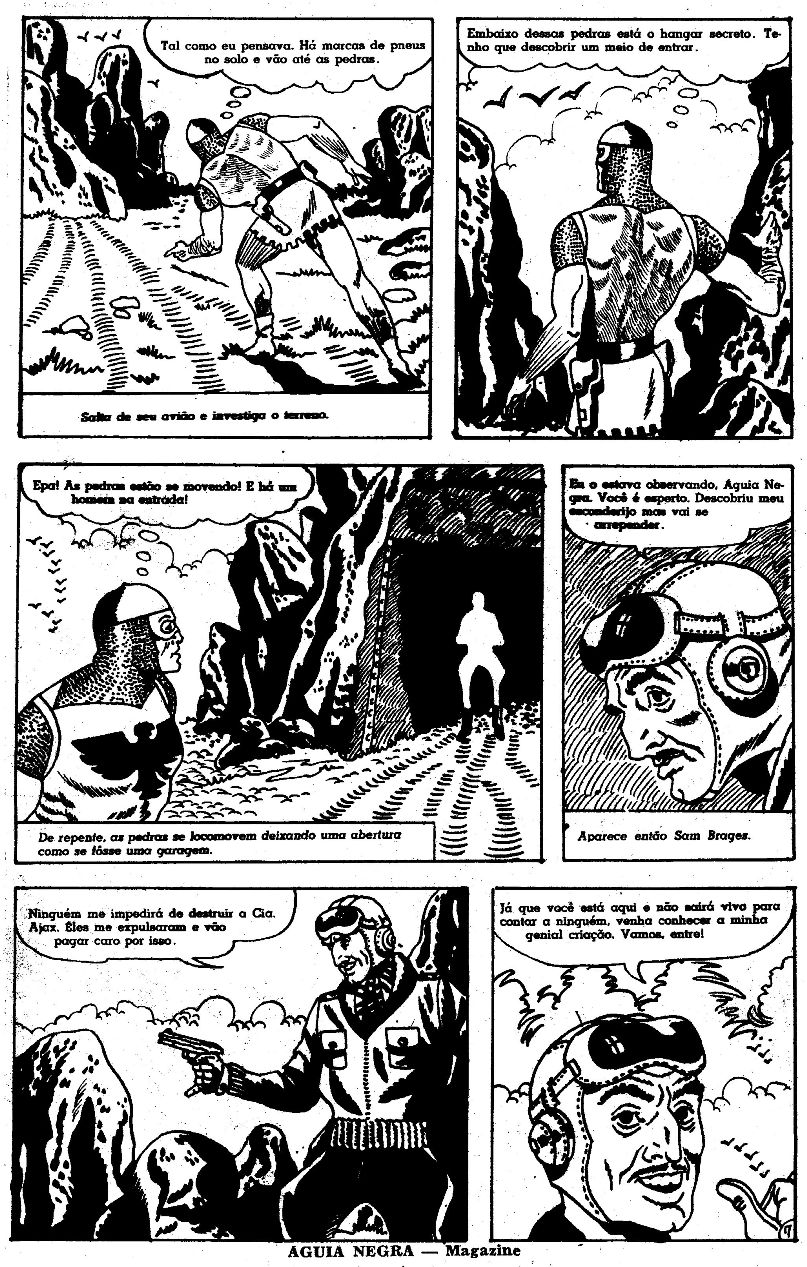 Tal como eu pensava. Há marcas de pneus
no solo e vão até as pedras.
Salta de seu avião e investiga o terreno.
Embaixo dessas pedras está o hangar secreto. Te-
nho que descobrir um meio de entrar.
Epa! As pedras estão se movendo! E há um
homem na entrada!
De repente, as pedras se locomovem deixando uma abertura
como se fôsse uma garagem.
Eu o estava observando, Aguia Ne-
gra. Você é esperto. Descobriu meu
esconderijo mas vai se
arrepender.
Aparece então Sam Brages.
Ninguém me impedirá de destruir a Cia.
Ajax. Êles me expulsaram e vão
pagar caro por isso.
Já que você está aqui e não sairá vivo para
contar a ninguém, venha conhecer a minha
genial criação. Vamos, entre!
17
AGUIA NEGRA — Magazine